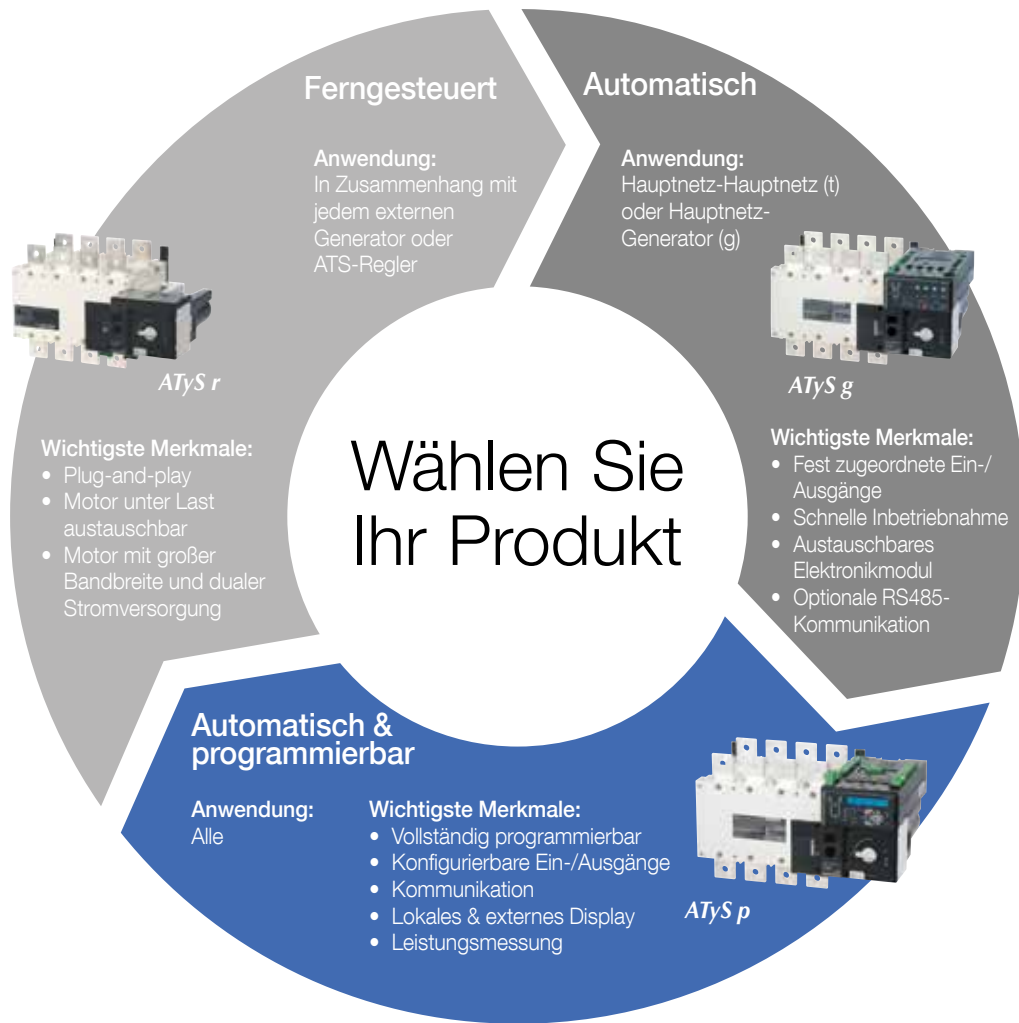 Ferngesteuert
Anwendung:
In Zusammenhang mit
jedem externen
Generator oder
ATS-Regler
ATyS r
Wichtigste Merkmale:
• Plug-and-play
• Motor unter Last
austauschbar
• Motor mit großer
Bandbreite und dualer
Stromversorgung
Automatisch
Anwendung:
Hauptnetz-Hauptnetz (t)
oder Hauptnetz-
Generator (g)
ATyS g
Wichtigste Merkmale:
• Fest zugeordnete Ein-/
Ausgänge
• Schnelle Inbetriebnahme
• Austauschbares
Elektronikmodul
• Optionale RS485-
Kommunikation
Wählen Sie
Ihr Produkt
Automatisch &
programmierbar
Anwendung:
Alle
Wichtigste Merkmale:
• Vollständig programmierbar
• Konfigurierbare Ein-/Ausgänge
• Kommunikation
• Lokales & externes Display
• Leistungsmessung
ATyS p